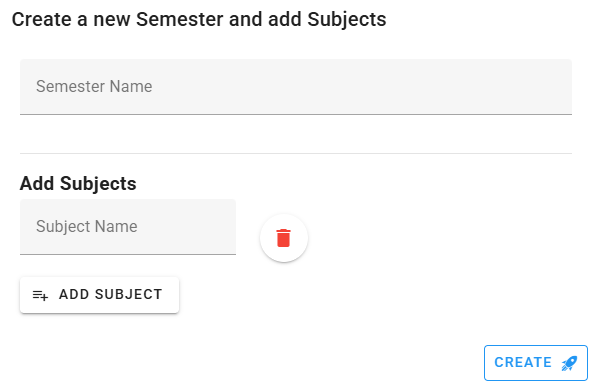 Create a new Semester and add Subjects
Semester Name
Add Subjects
Subject Name
ADD SUBJECT
CREATE